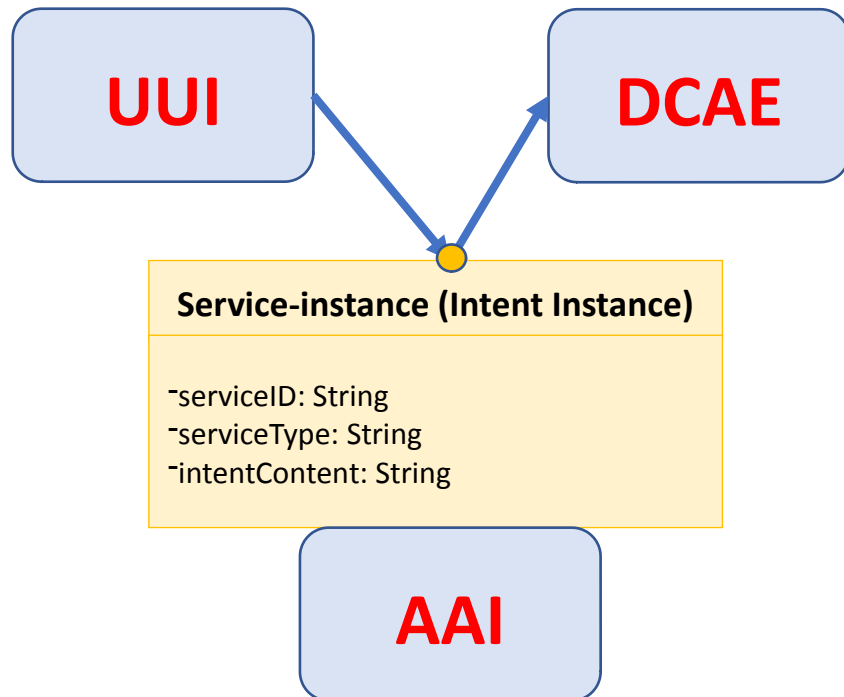 UUI
DCAE
Service-instance (Intent Instance)
-serviceID: String
-serviceType: String
-intentContent: String
AAI